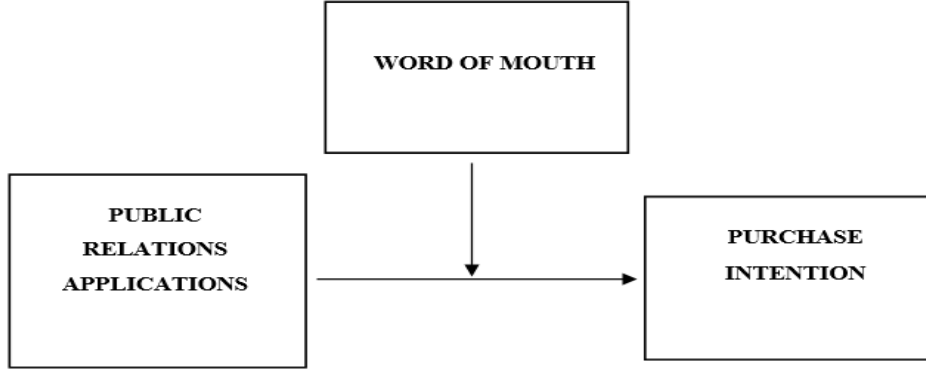 WORD OF MOUTH
PUBLIC
RELATIONS
APPLICATIONS
PURCHASE
INTENTION